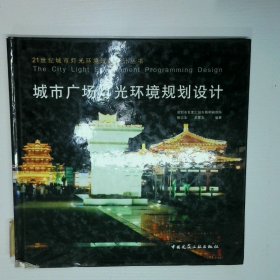 21世纪城市灯光环境规划设计丛书
The City Light Environment Programming Design
城市广场灯光环境规划设计
编著
中国建筑工业出版社